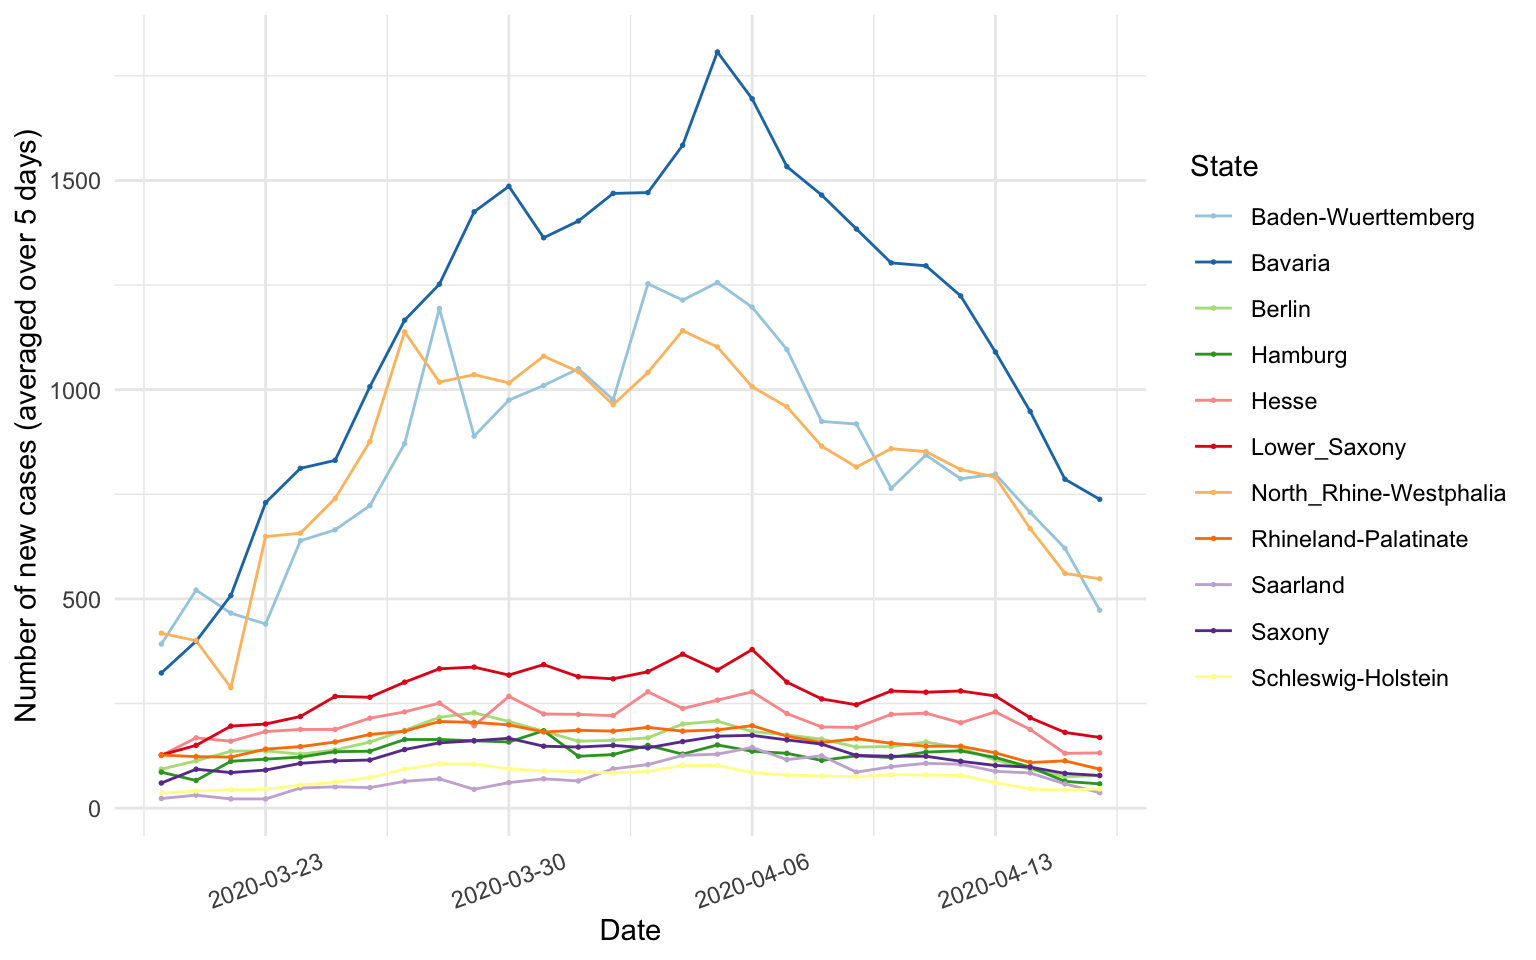 Number of new cases (averaged over 5 days)
1500
1000
500
0
2020-03-23
2020-03-30
2020-04-06
2020-04-13
Date
State
Baden-Wuerttemberg
Bavaria
Berlin
Hamburg
Hesse
Lower_Saxony
North_Rhine-Westphalia
Rhineland-Palatinate
Saarland
Saxony
Schleswig-Holstein